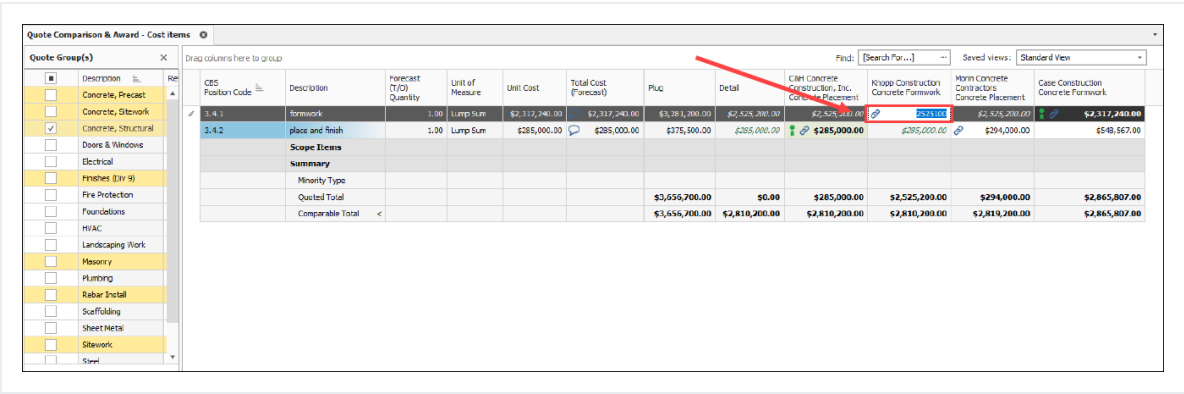 Quote Comparison & Award - Cost items
Quote Group(s)
Drag columns here to group
Find: [Search For...] ... Saved views: Standard View
Description Re
Concrete, Precast
Concrete, Sitework
Concrete, Structural
Doors & Windows
Electrical
Finishes (Div 9)
Fire Protection
Foundations
HVAC
Landscaping Work
Masonry
Plumbing
Rebar Install
Scaffolding
Sheet Metal
Sitework
Steel
CBS Position Code
Description
Forecast (T/O) Quantity
Unit of Measure
Unit Cost
Total Cost (Forecast)
Plug
Detail
C&H Concrete Construction, Inc. Concrete Placement
Knopp Construction Concrete Formwork
Morin Concrete Contractors Concrete Placement
Case Construction Concrete Formwork
3.4.1 formwork 1.00 Lump Sum $2,317,240.00 $2,317,240.00 $3,281,200.00 $2,525,200.00 $2,525,200.00 2525100 $2,525,200.00 $2,317,240.00
3.4.2 place and finish 1.00 Lump Sum $285,000.00 $285,000.00 $375,500.00 $285,000.00 $285,000.00 $285,000.00 $294,000.00 $548,567.00
Scope Items
Summary
Minority Type
Quoted Total $3,656,700.00 $0.00 $285,000.00 $2,525,200.00 $294,000.00 $2,865,807.00
Comparable Total < $3,656,700.00 $2,810,200.00 $2,810,200.00 $2,810,200.00 $2,819,200.00 $2,865,807.00